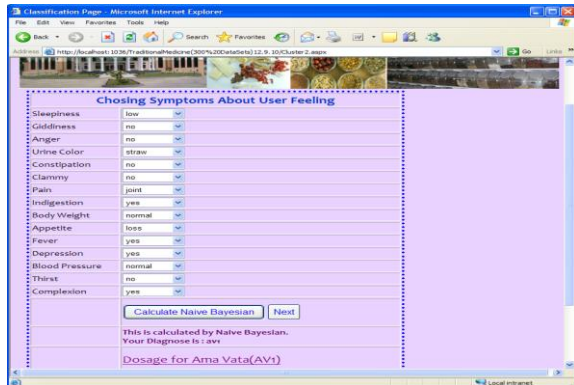 Classification Page - Microsoft Internet Explorer
File Edit View Favorites Tools Help
Back Search Favorites
Address http://localhost:1036/TraditionalMedicine(300%20DataSets)12.9.10/Cluster2.aspx Go Links
Chosing Symptoms About User Feeling
Sleepiness low
Giddiness no
Anger no
Urine Color straw
Constipation no
Clammy no
Pain joint
Indigestion yes
Body Weight normal
Appetite loss
Fever yes
Depression yes
Blood Pressure normal
Thirst no
Complexion yes
Calculate Naive Bayesian Next
This is calculated by Naive Bayesian.
Your Diagnose is : av1
Dosage for Ama Vata(AV1)
Local intranet